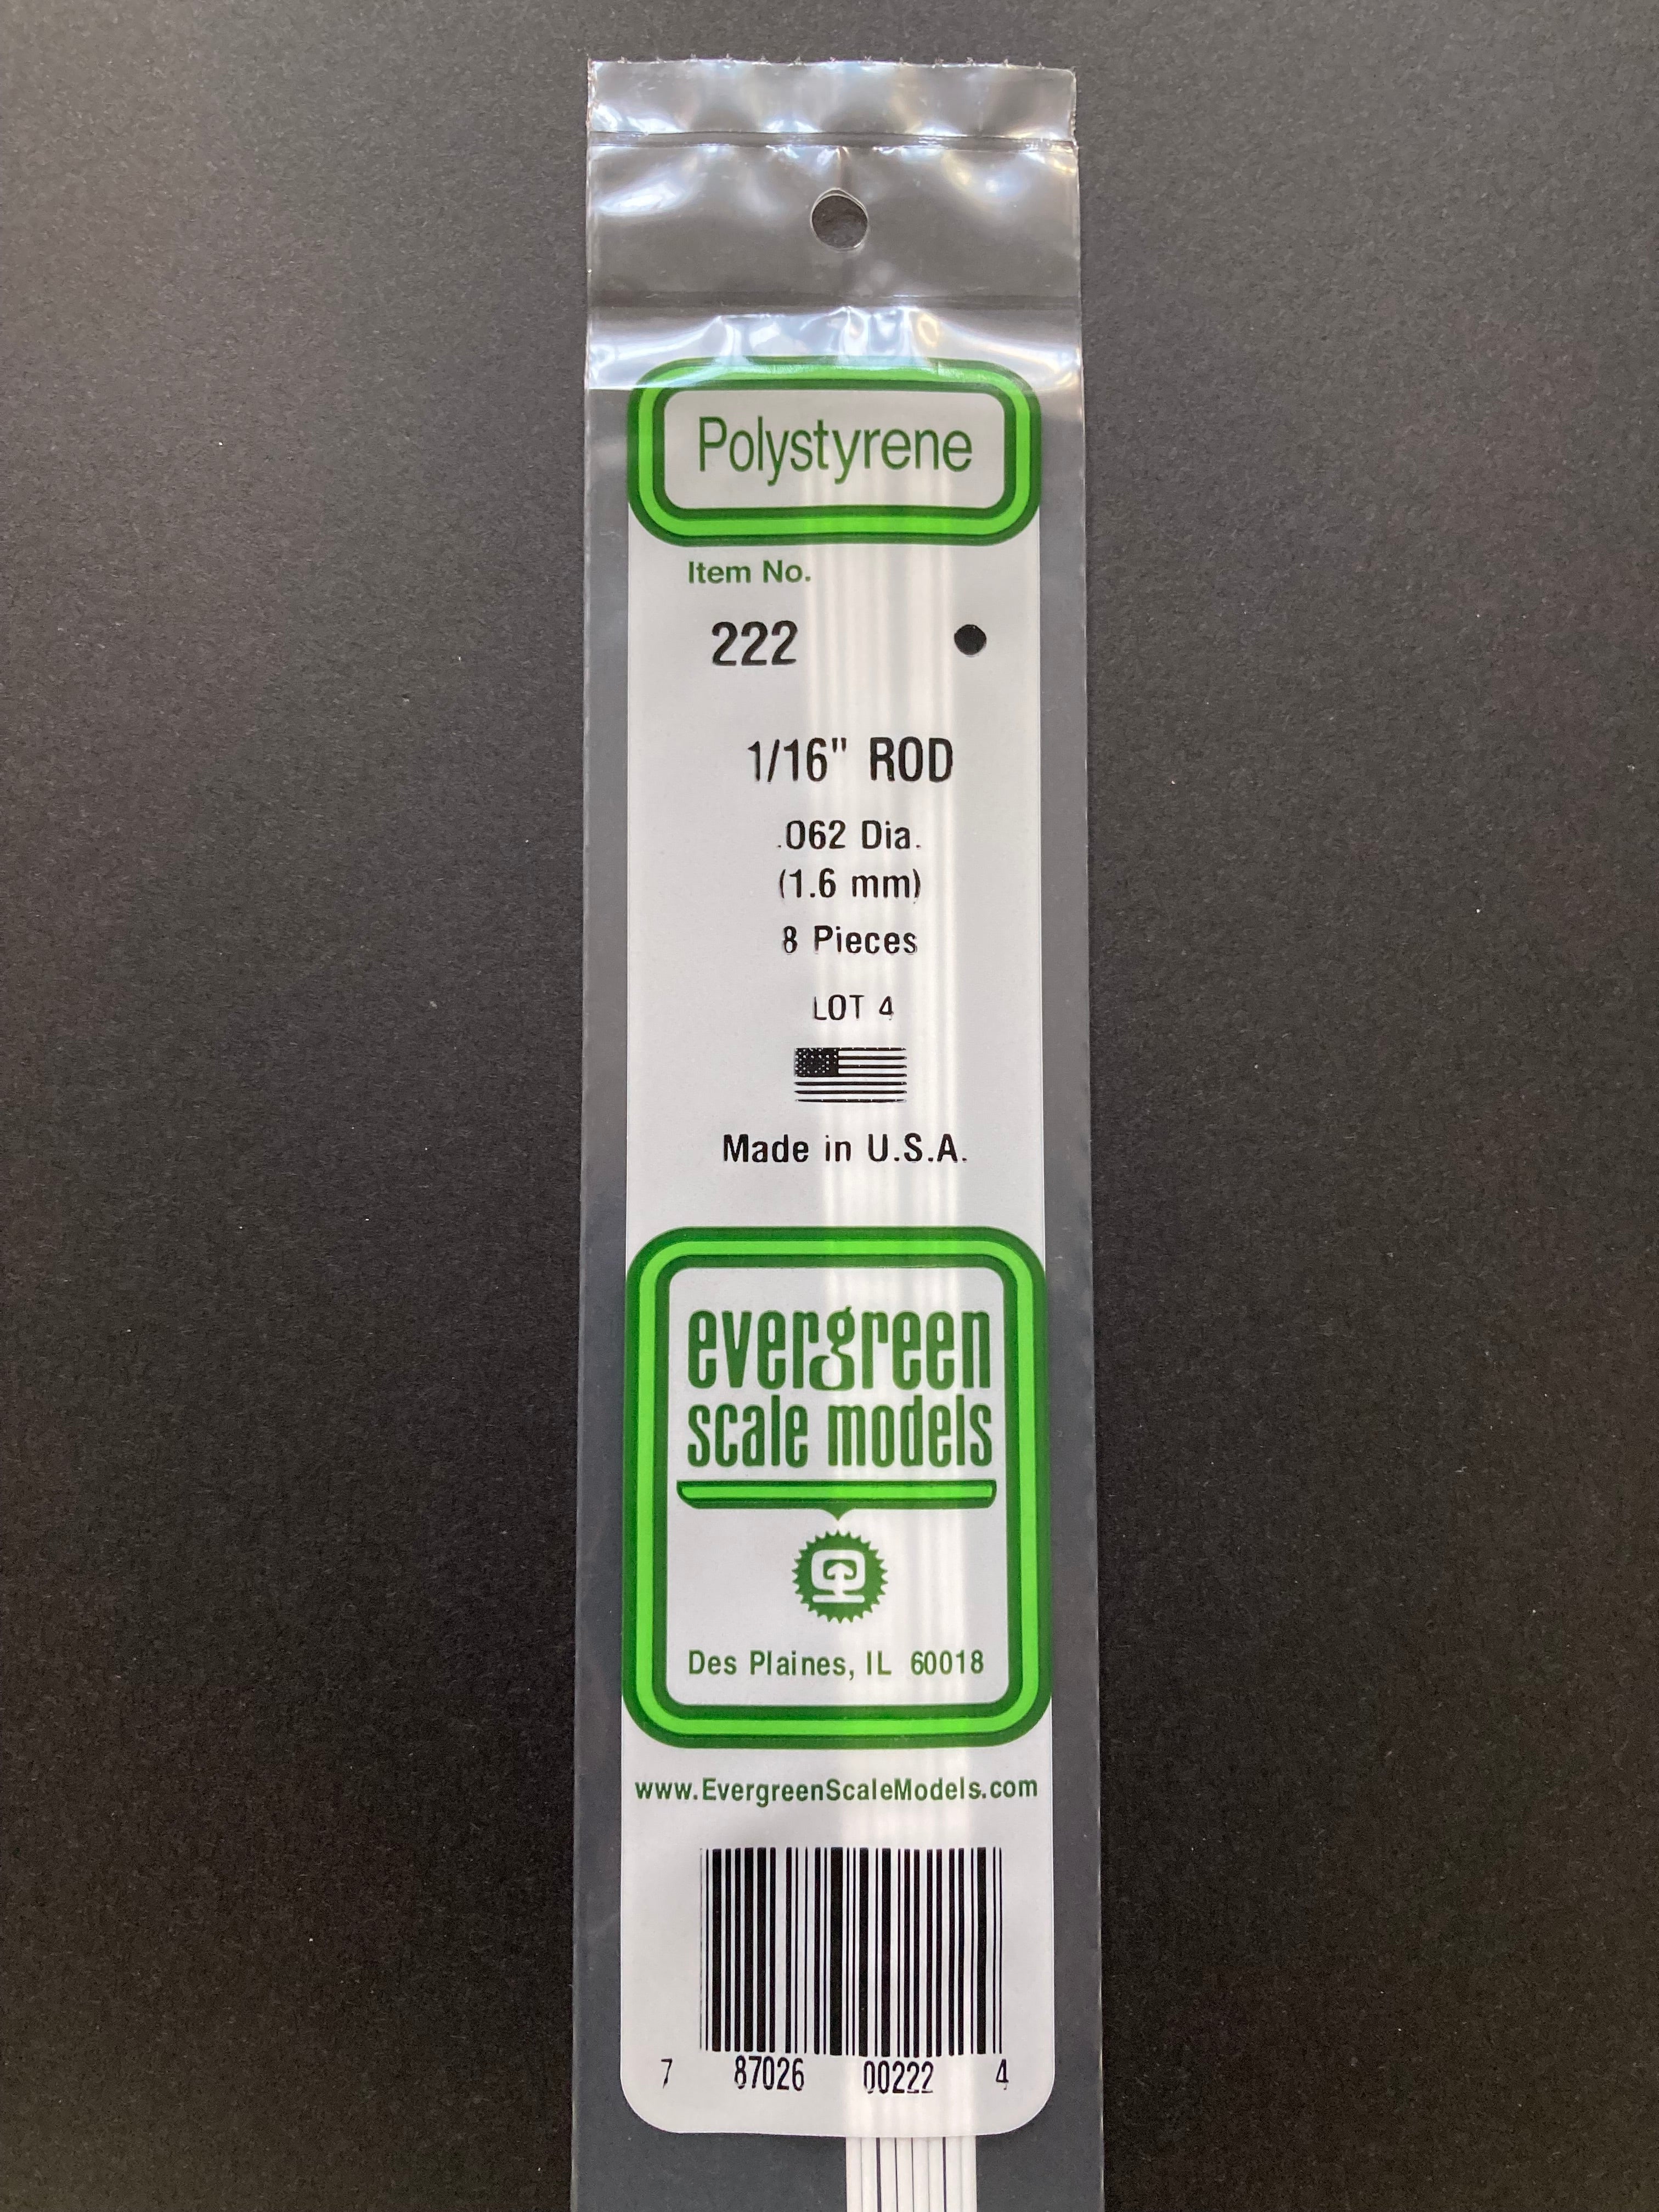 Polystyrene
Item No.
222
1/16" ROD
.062 Dia.
(1.6 mm)
8 Pieces
LOT 4
Made in U.S.A.
evergreen
scale models
Des Plaines, IL 60018
www.EvergreenScaleModels.com
7 87026 00222 4